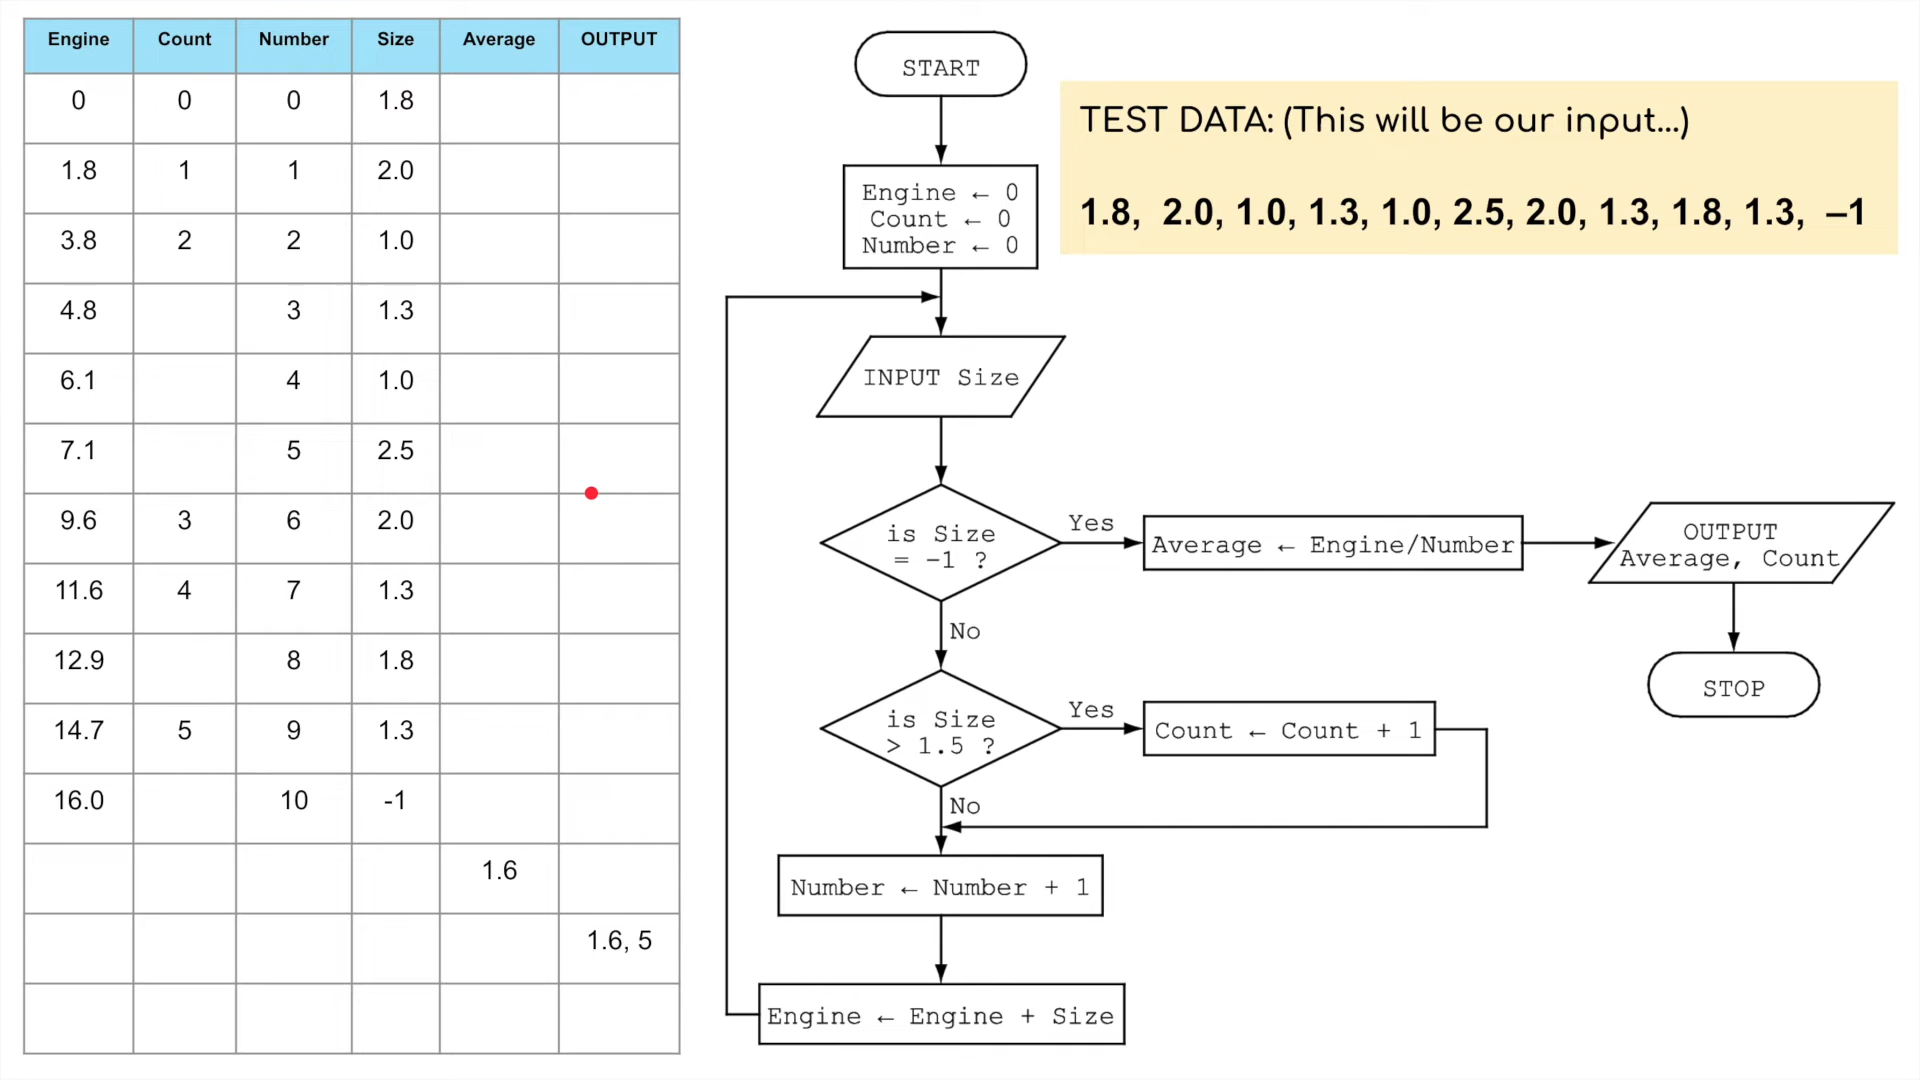 Engine Count Number Size Average OUTPUT
0 0 0 1.8
1.8 1 1 2.0
3.8 2 2 1.0
4.8 3 1.3
6.1 4 1.0
7.1 5 2.5
9.6 3 6 2.0
11.6 4 7 1.3
12.9 8 1.8
14.7 5 9 1.3
16.0 10 -1
1.6
1.6, 5
START
Engine ← 0
Count ← 0
Number ← 0
TEST DATA: (This will be our input...)
1.8, 2.0, 1.0, 1.3, 1.0, 2.5, 2.0, 1.3, 1.8, 1.3, –1
INPUT Size
is Size
= –1 ?
Yes
Average ← Engine/Number
OUTPUT
Average, Count
STOP
No
is Size
> 1.5 ?
Yes
Count ← Count + 1
No
Number ← Number + 1
Engine ← Engine + Size